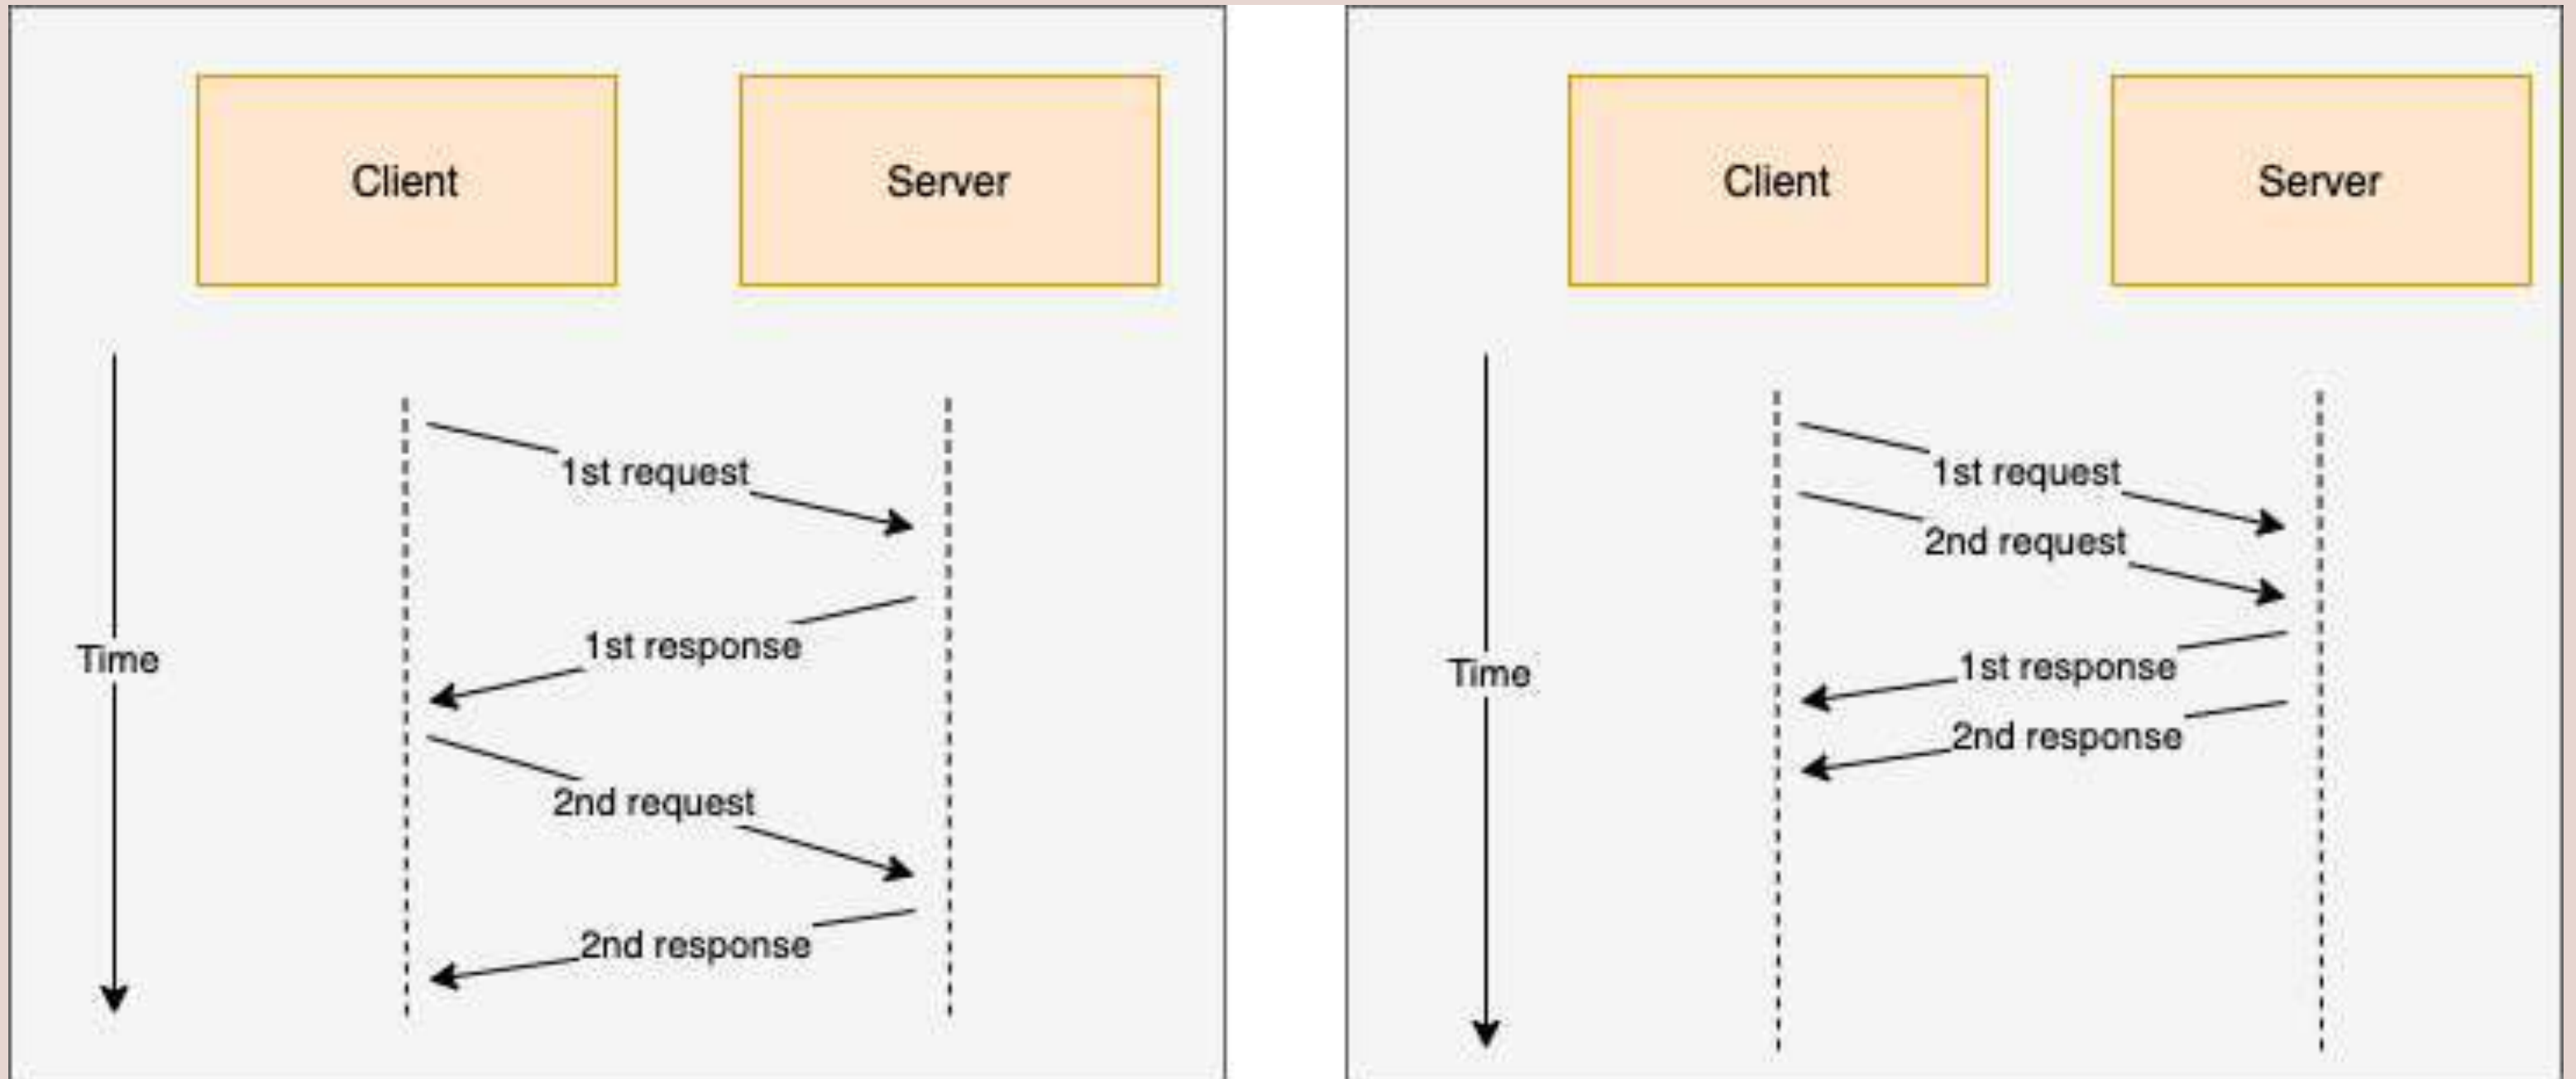 Client
Server
1st request
1st response
Time
2nd request
2nd response
Client
Server
1st request
2nd request
1st response
Time
2nd response